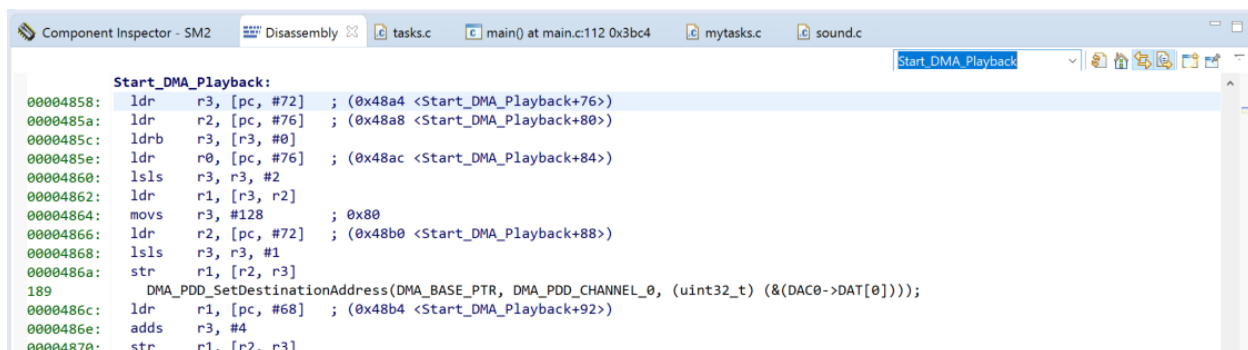 Component Inspector - SM2 Disassembly tasks.c main() at main.c:112 0x3bc4 mytasks.c sound.c
Start_DMA_Playback
Start_DMA_Playback:
00004858: ldr r3, [pc, #72] ; (0x48a4 <Start_DMA_Playback+76>)
0000485a: ldr r2, [pc, #76] ; (0x48a8 <Start_DMA_Playback+80>)
0000485c: ldrb r3, [r3, #0]
0000485e: ldr r0, [pc, #76] ; (0x48ac <Start_DMA_Playback+84>)
00004860: lsls r3, r3, #2
00004862: ldr r1, [r3, r2]
00004864: movs r3, #128 ; 0x80
00004866: ldr r2, [pc, #72] ; (0x48b0 <Start_DMA_Playback+88>)
00004868: lsls r3, r3, #1
0000486a: str r1, [r2, r3]
189 DMA_PDD_SetDestinationAddress(DMA_BASE_PTR, DMA_PDD_CHANNEL_0, (uint32_t) (&(DAC0->DAT[0])));
0000486c: ldr r1, [pc, #68] ; (0x48b4 <Start_DMA_Playback+92>)
0000486e: adds r3, #4
00004870: str r1, [r2, r3]